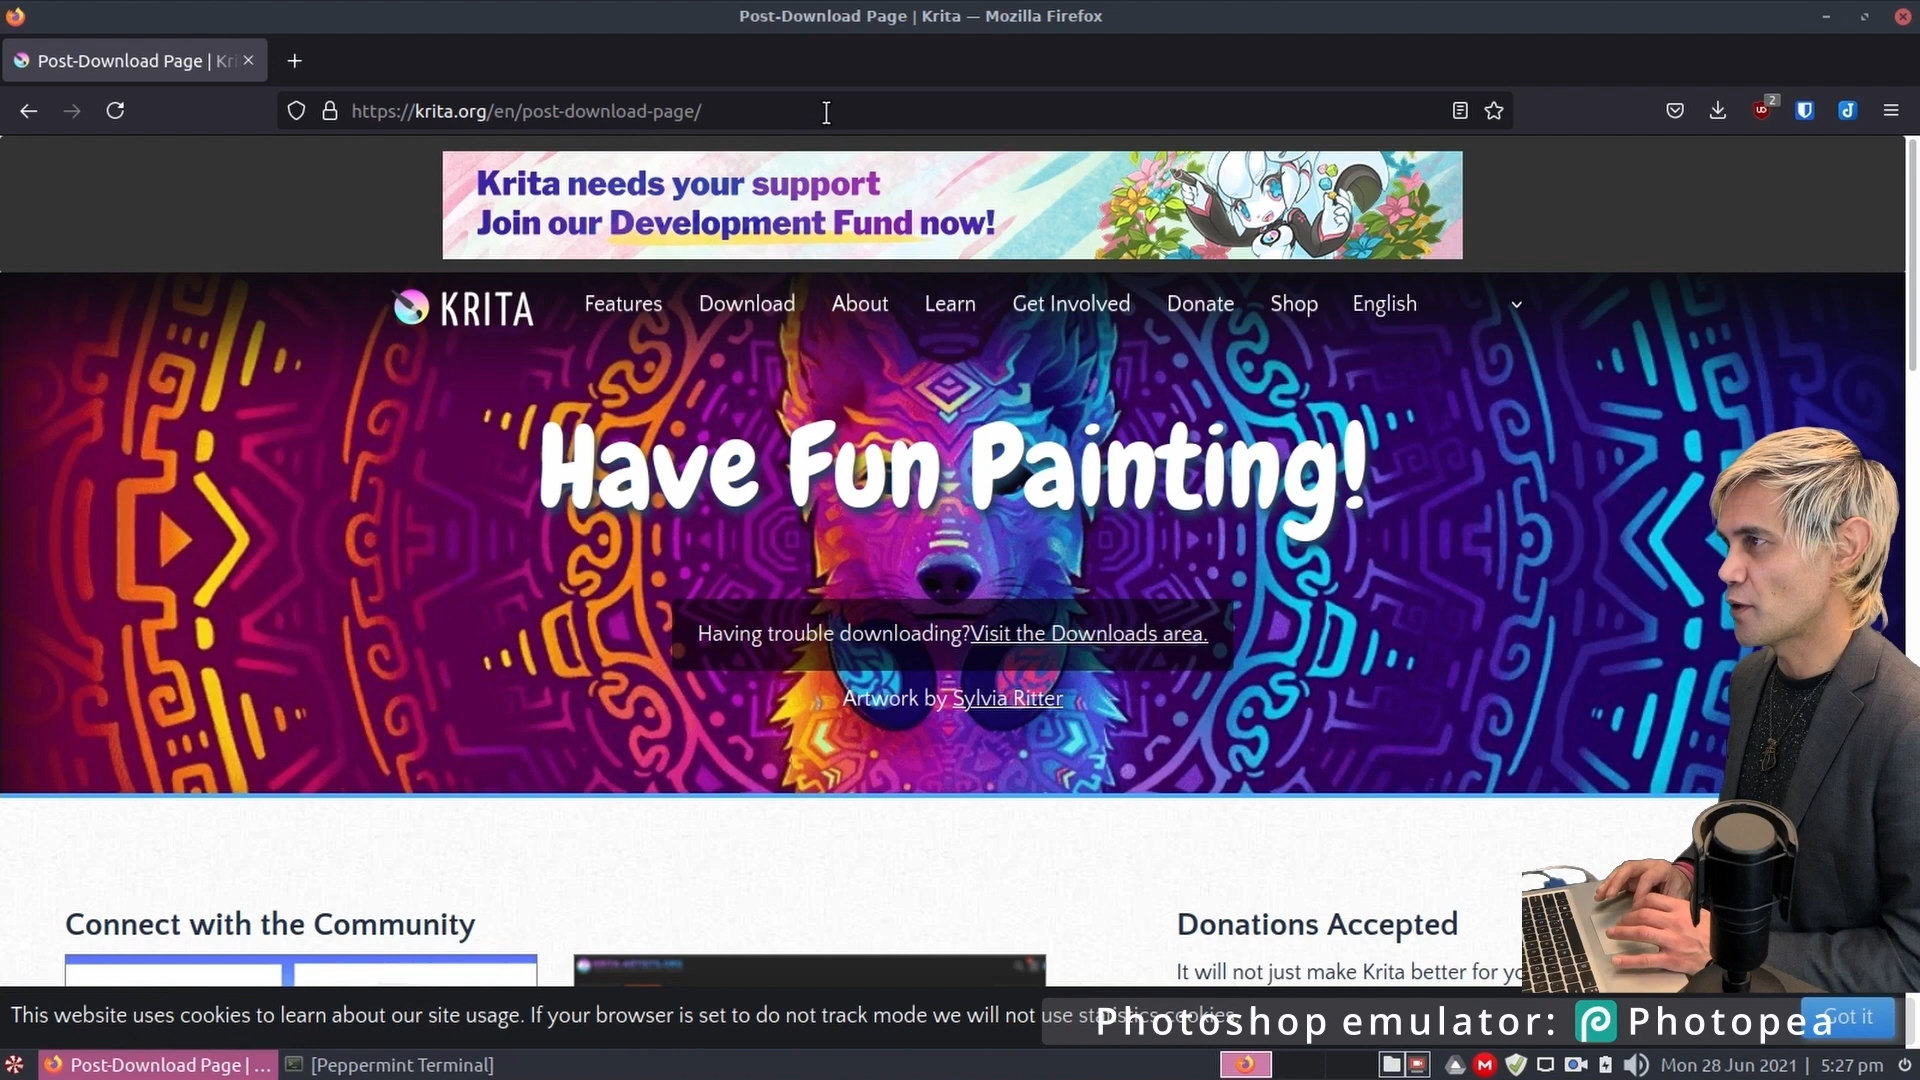 Post-Download Page | Krita — Mozilla Firefox
Post-Download Page | Kri
https://krita.org/en/post-download-page/
2
Krita needs your support
Join our Development Fund now!
KRITA
Features
Download
About
Learn
Get Involved
Donate
Shop
English
Have Fun Painting!
Having trouble downloading?Visit the Downloads area.
Artwork by Sylvia Ritter
Connect with the Community
Donations Accepted
It will not just make Krita better for yo
This website uses cookies to learn about our site usage. If your browser is set to do not track mode we will not use statistics cookies.
Got it
Photoshop emulator: Photopea
Post-Download Page | ...
[Peppermint Terminal]
Mon 28 Jun 2021 | 5:27 pm